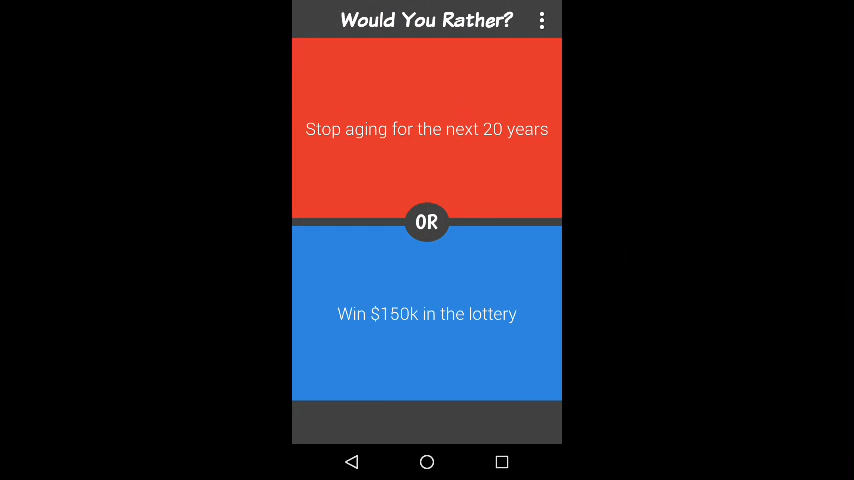 Would You Rather?
Stop aging for the next 20 years
OR
Win $150k in the lottery